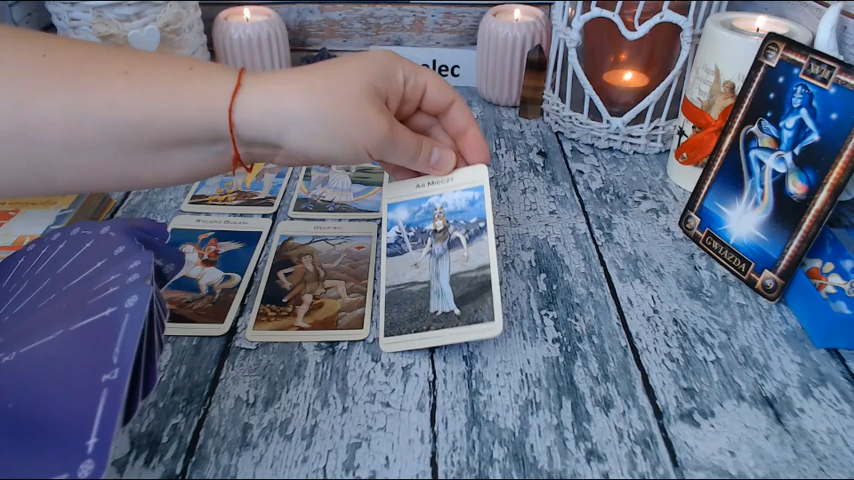 elec
AS MIECZY
RYCERZ BUŁAW
GŁUPIEC
XVII
GWIAZDA